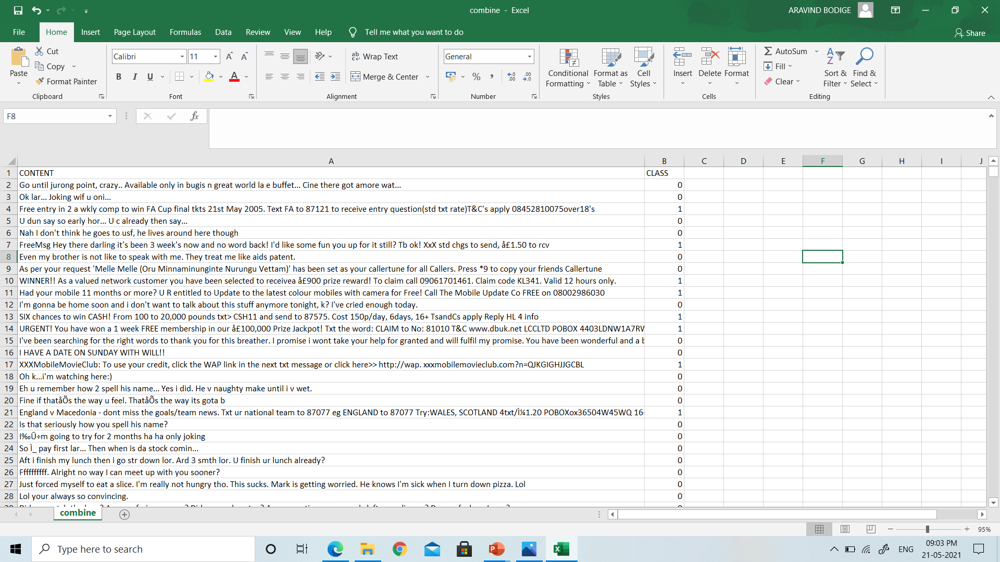 combine - Excel
ARAVIND BODIGE
File Home Insert Page Layout Formulas Data Review View Help Tell me what you want to do
Share
Paste
Cut
Copy
Format Painter
Clipboard
Calibri 11
B I U
Font
Wrap Text
Merge & Center
Alignment
General
Number
Conditional Formatting
Format as Table
Cell Styles
Styles
Insert
Delete
Format
Cells
AutoSum
Fill
Clear
Sort & Filter
Find & Select
Editing
F8
fx
A B C D E F G H I J
1 CONTENT CLASS
2 Go until jurong point, crazy.. Available only in bugis n great world la e buffet... Cine there got amore wat... 0
3 Ok lar... Joking wif u oni... 0
4 Free entry in 2 a wkly comp to win FA Cup final tkts 21st May 2005. Text FA to 87121 to receive entry question(std txt rate)T&C's apply 08452810075over18's 1
5 U dun say so early hor... U c already then say... 0
6 Nah I don't think he goes to usf, he lives around here though 0
7 FreeMsg Hey there darling it's been 3 week's now and no word back! I'd like some fun you up for it still? Tb ok! XxX std chgs to send, å£1.50 to rcv 1
8 Even my brother is not like to speak with me. They treat me like aids patent. 0
9 As per your request 'Melle Melle (Oru Minnaminunginte Nurungu Vettam)' has been set as your callertune for all Callers. Press *9 to copy your friends Callertune 0
10 WINNER!! As a valued network customer you have been selected to receivea å£900 prize reward! To claim call 09061701461. Claim code KL341. Valid 12 hours only. 1
11 Had your mobile 11 months or more? U R entitled to Update to the latest colour mobiles with camera for Free! Call The Mobile Update Co FREE on 08002986030 1
12 I'm gonna be home soon and i don't want to talk about this stuff anymore tonight, k? I've cried enough today. 0
13 SIX chances to win CASH! From 100 to 20,000 pounds txt> CSH11 and send to 87575. Cost 150p/day, 6days, 16+ TsandCs apply Reply HL 4 info 1
14 URGENT! You have won a 1 week FREE membership in our å£100,000 Prize Jackpot! Txt the word: CLAIM to No: 81010 T&C www.dbuk.net LCCLTD POBOX 4403LDNW1A7RW 1
15 I've been searching for the right words to thank you for this breather. I promise i wont take your help for granted and will fulfil my promise. You have been wonderful and a b 0
16 I HAVE A DATE ON SUNDAY WITH WILL!! 0
17 XXXMobileMovieClub: To use your credit, click the WAP link in the next txt message or click here>> http://wap. xxxmobilemovieclub.com?n=QJKGIGHJJGCBL 1
18 Oh k...i'm watching here:) 0
19 Eh u remember how 2 spell his name... Yes i did. He v naughty make until i v wet. 0
20 Fine if thatåÕs the way u feel. ThatåÕs the way its gota b 0
21 England v Macedonia - dont miss the goals/team news. Txt ur national team to 87077 eg ENGLAND to 87077 Try:WALES, SCOTLAND 4txt/Ì¼1.20 POBOXox36504W45WQ 16- 1
22 Is that seriously how you spell his name? 0
23 I‰Û÷m going to try for 2 months ha ha only joking 0
24 So Ì_ pay first lar... Then when is da stock comin... 0
25 Aft i finish my lunch then i go str down lor. Ard 3 smth lor. U finish ur lunch already? 0
26 Ffffffffff. Alright no way I can meet up with you sooner? 0
27 Just forced myself to eat a slice. I'm really not hungry tho. This sucks. Mark is getting worried. He knows I'm sick when I turn down pizza. Lol 0
28 Lol your always so convincing. 0
combine
95%
Type here to search
ENG
09:03 PM
21-05-2021